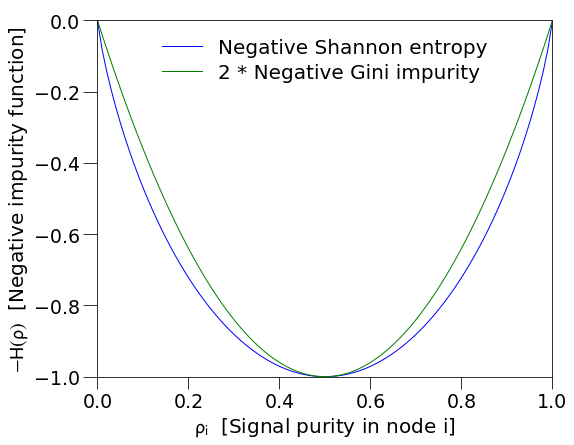 0.0
−0.2
−0.4
−0.6
−0.8
−1.0
−H(ρ) [Negative impurity function]
Negative Shannon entropy
2 * Negative Gini impurity
0.0 0.2 0.4 0.6 0.8 1.0
ρi [Signal purity in node i]